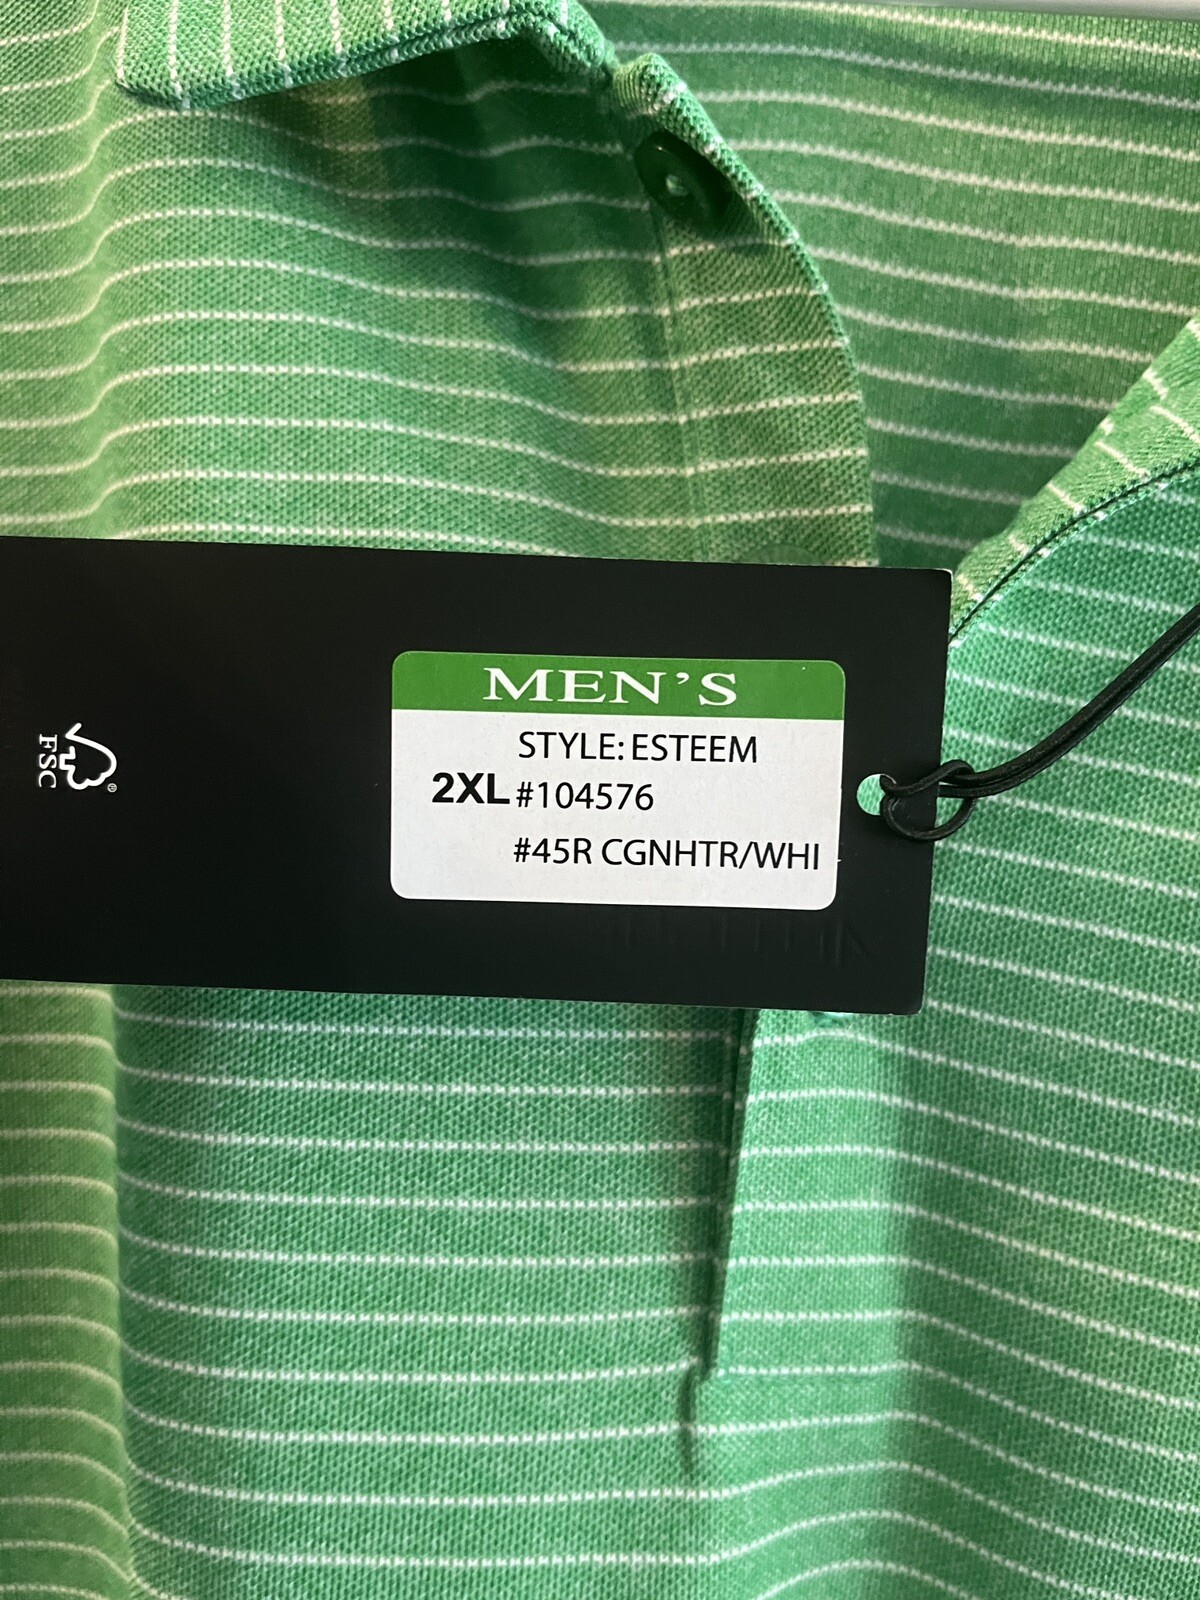 MEN'S
STYLE: ESTEEM
2XL #104576
#45R CGNHTR/WHI
FSC
®